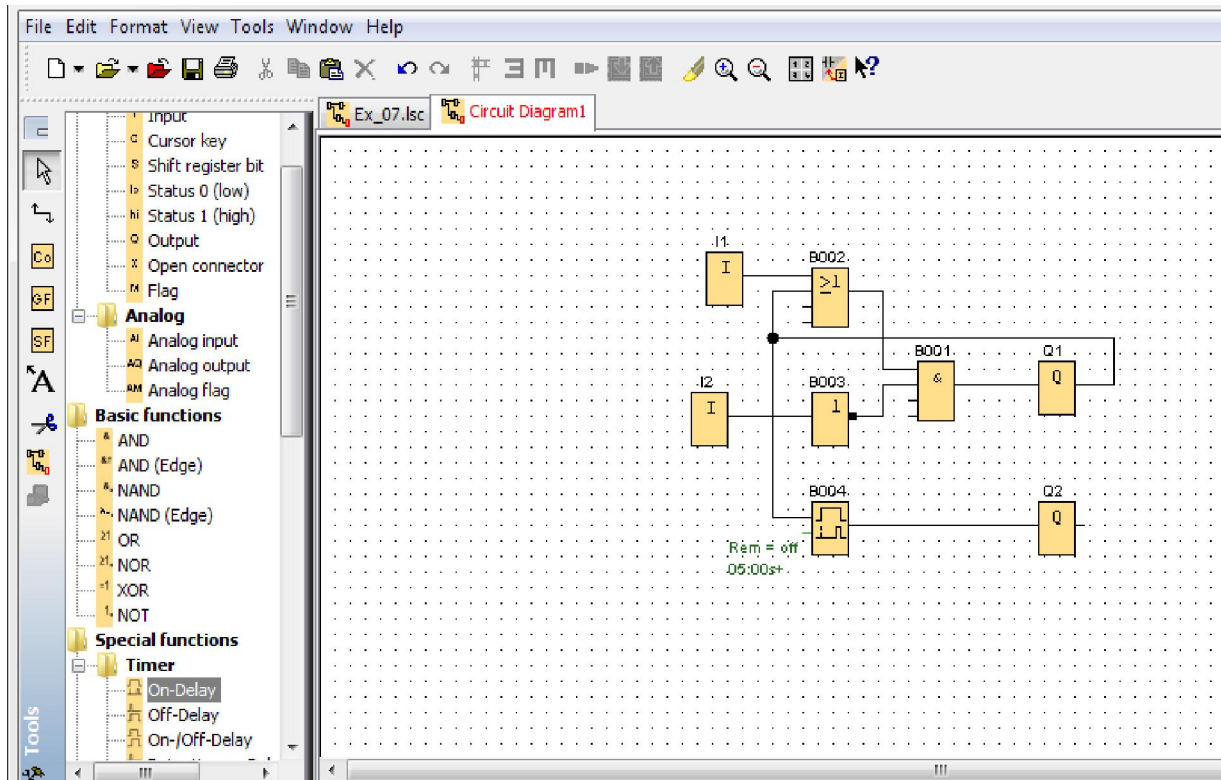 File Edit Format View Tools Window Help
Ex_07.lsc Circuit Diagram1
Input
Cursor key
Shift register bit
Status 0 (low)
Status 1 (high)
Output
Open connector
Flag
Analog
Analog input
Analog output
Analog flag
Basic functions
AND
AND (Edge)
NAND
NAND (Edge)
OR
NOR
XOR
NOT
Special functions
Timer
On-Delay
Off-Delay
On-/Off-Delay
Tools
Co
GF
SF
A
I1
I
B002
≥1
I2
I
B003
1
B001
&
Q1
Q
B004
Rem = off
05:00s+
Q2
Q